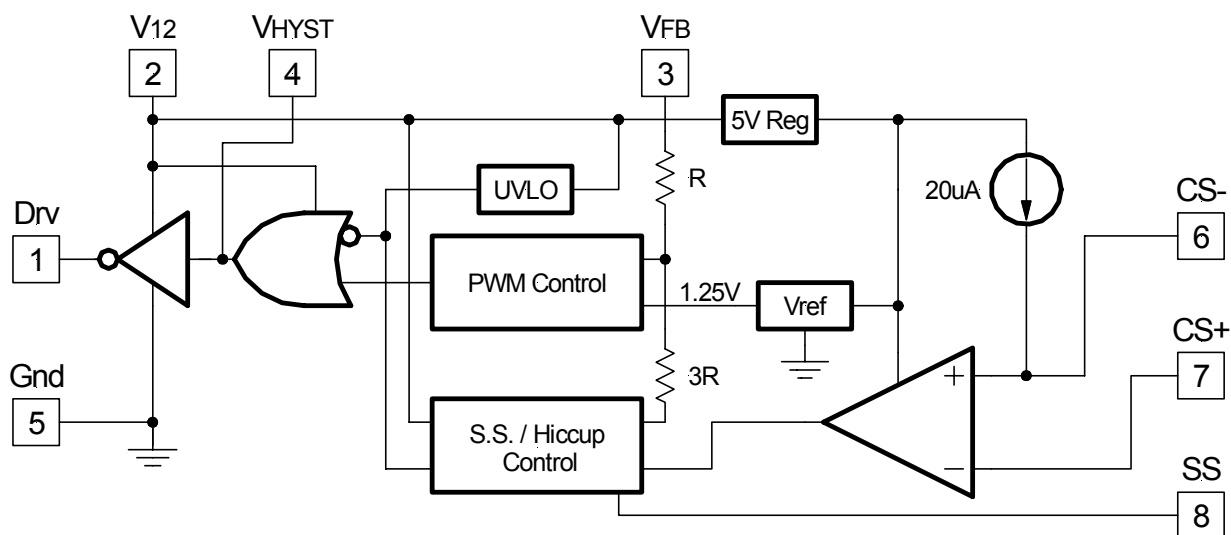 V12
2
VHYST
4
VFB
3
5V Reg
UVLO
R
20uA
CS-
6
Drv
1
PWM Control
1.25V
Vref
CS+
7
Gnd
5
3R
+
−
S.S. / Hiccup
Control
SS
8